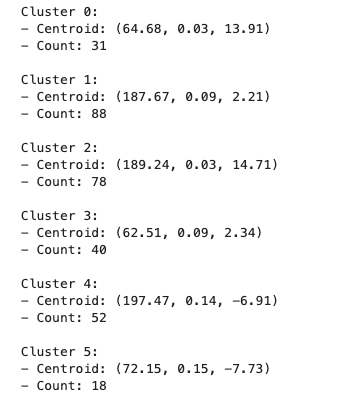 Cluster 0:
– Centroid: (64.68, 0.03, 13.91)
– Count: 31
Cluster 1:
– Centroid: (187.67, 0.09, 2.21)
– Count: 88
Cluster 2:
– Centroid: (189.24, 0.03, 14.71)
– Count: 78
Cluster 3:
– Centroid: (62.51, 0.09, 2.34)
– Count: 40
Cluster 4:
– Centroid: (197.47, 0.14, -6.91)
– Count: 52
Cluster 5:
– Centroid: (72.15, 0.15, -7.73)
– Count: 18